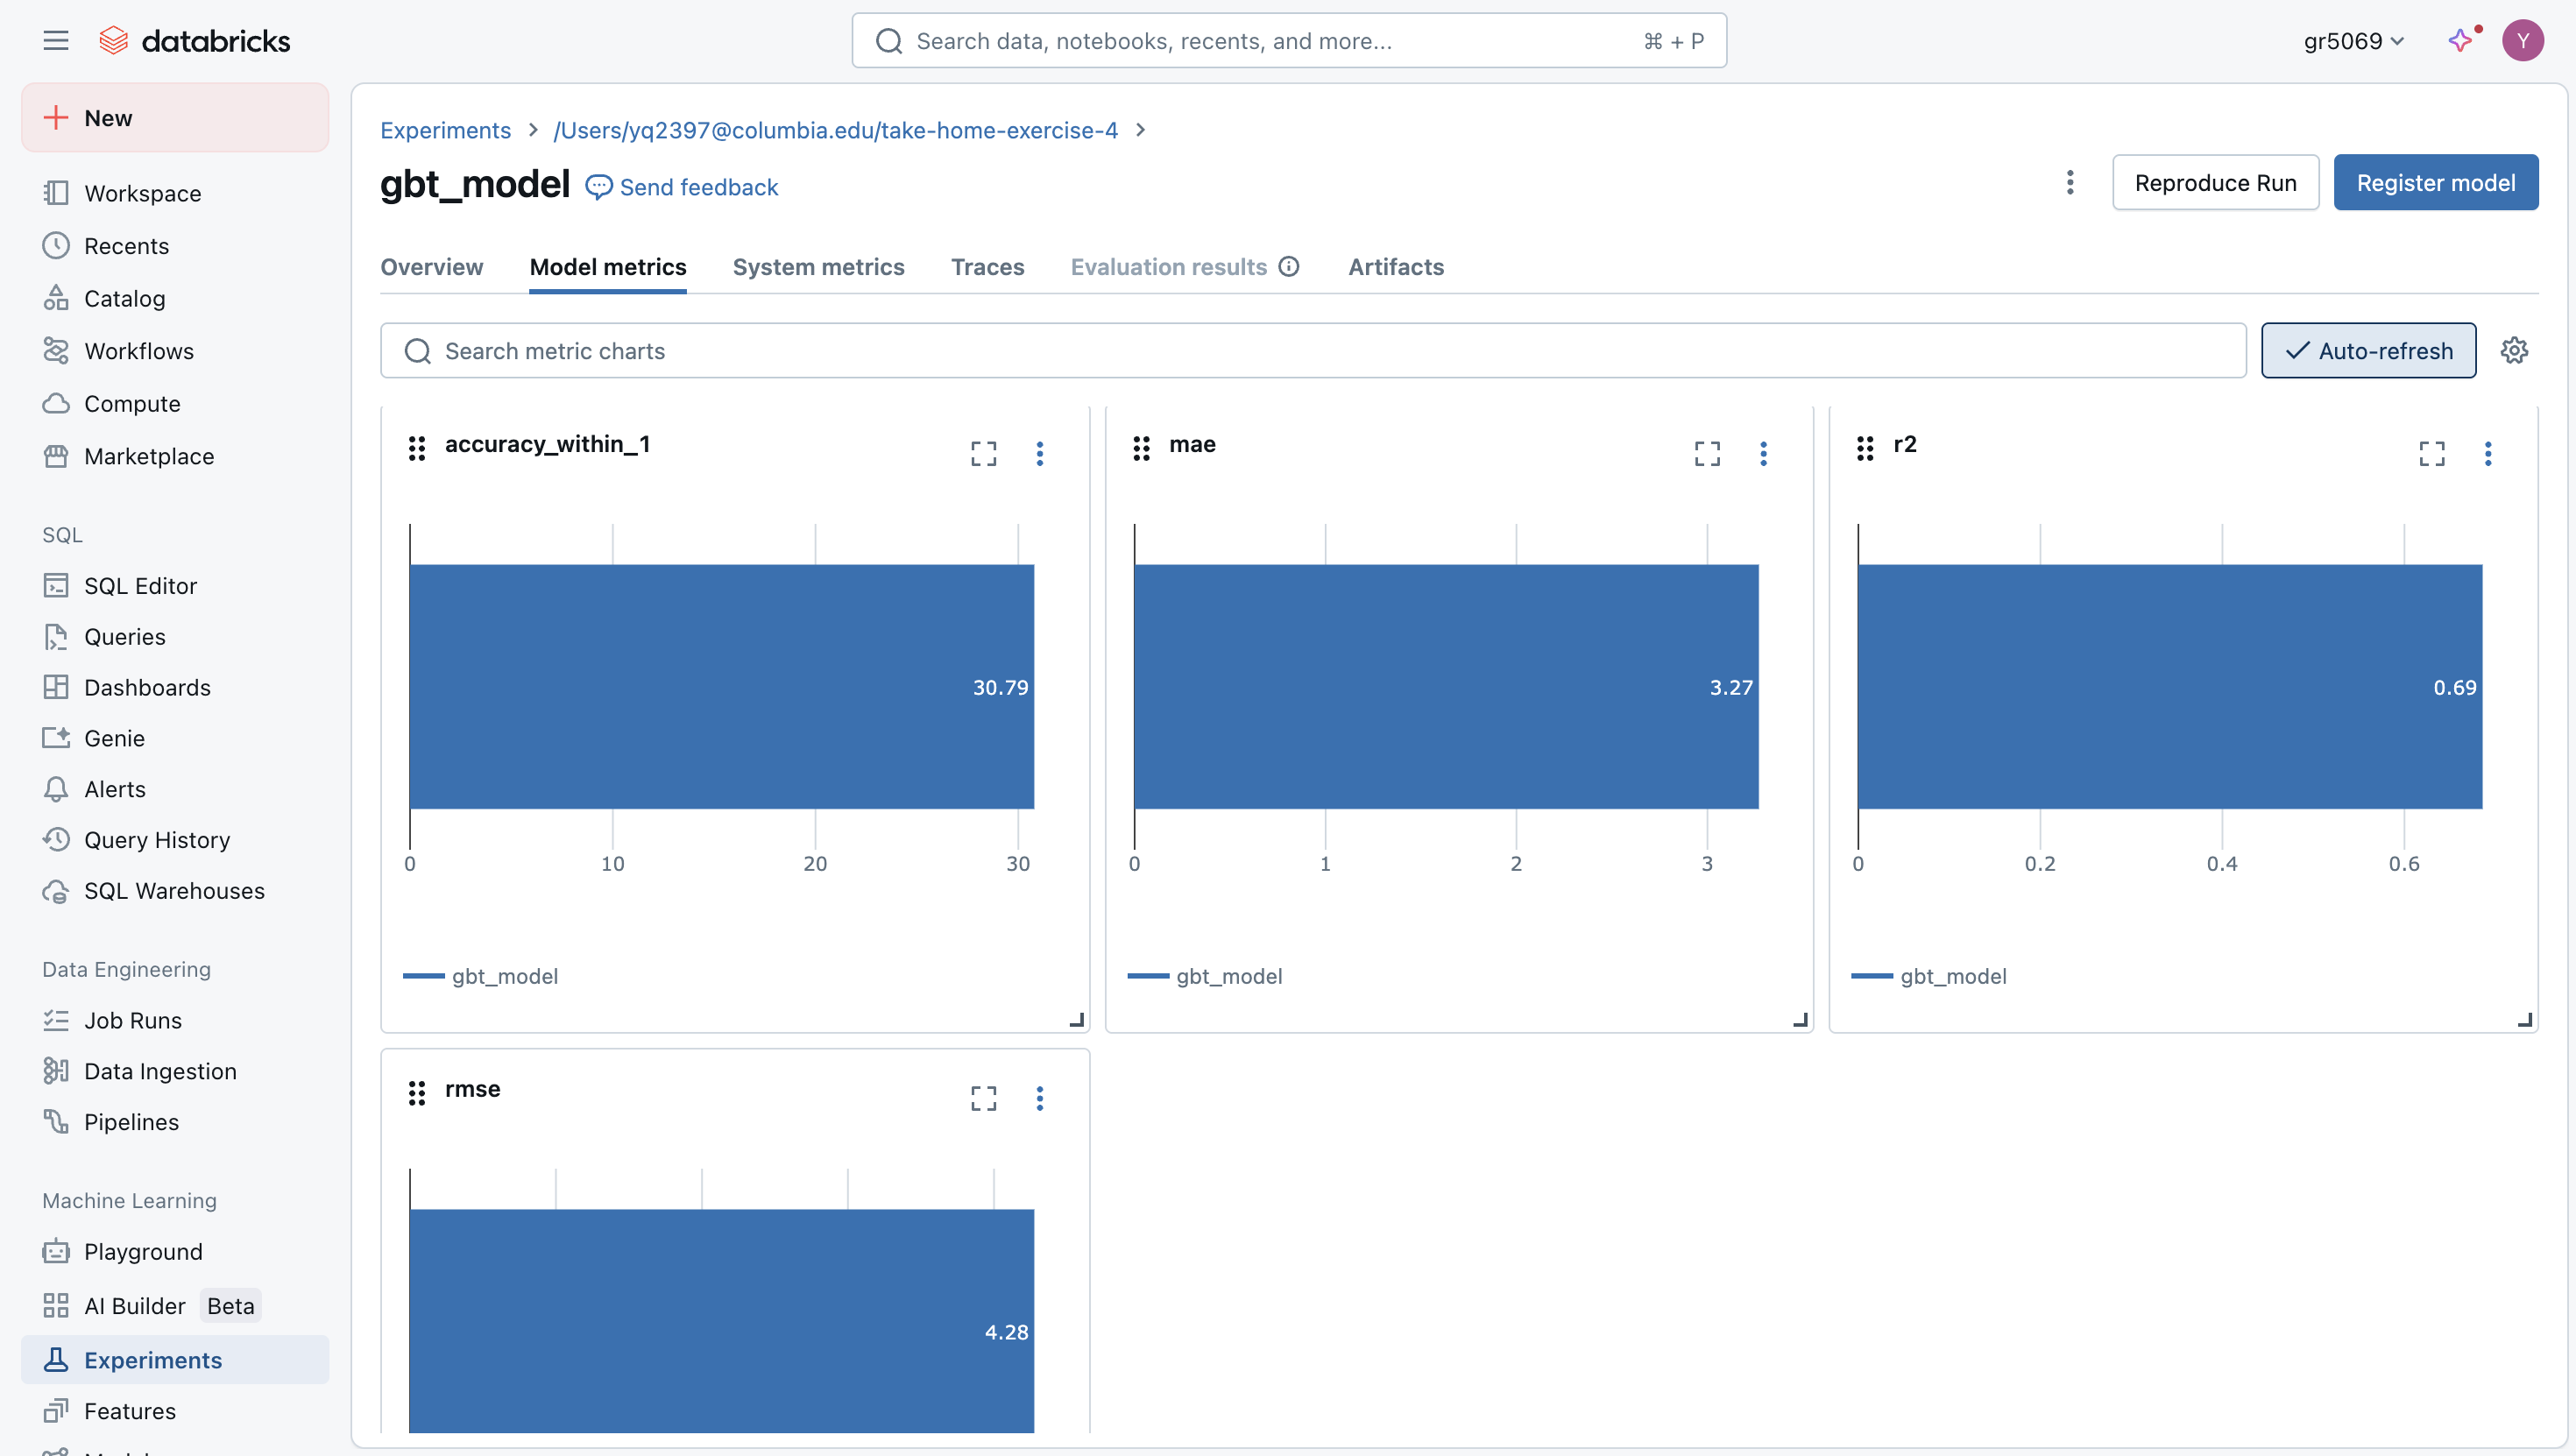 databricks
Search data, notebooks, recents, and more...
⌘ + P
gr5069
Y
New
Workspace
Recents
Catalog
Workflows
Compute
Marketplace
SQL
SQL Editor
Queries
Dashboards
Genie
Alerts
Query History
SQL Warehouses
Data Engineering
Job Runs
Data Ingestion
Pipelines
Machine Learning
Playground
AI Builder Beta
Experiments
Features
Experiments > /Users/yq2397@columbia.edu/take-home-exercise-4 >
gbt_model Send feedback
Reproduce Run
Register model
Overview Model metrics System metrics Traces Evaluation results Artifacts
Search metric charts
Auto-refresh
accuracy_within_1
30.79
0 10 20 30
gbt_model
mae
3.27
0 1 2 3
gbt_model
r2
0.69
0 0.2 0.4 0.6
gbt_model
rmse
4.28